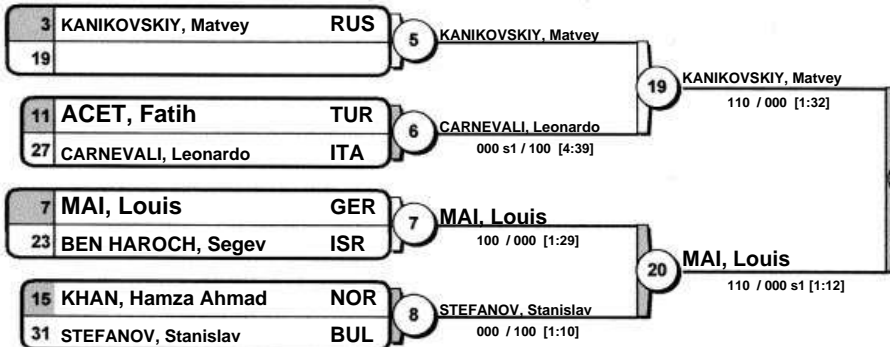 3 KANIKOVSKIY, Matvey RUS
19
5
KANIKOVSKIY, Matvey
11 ACET, Fatih TUR
27 CARNEVALI, Leonardo ITA
6
CARNEVALI, Leonardo
000 s1 / 100 [4:39]
19
KANIKOVSKIY, Matvey
110 / 000 [1:32]
7 MAI, Louis GER
23 BEN HAROCH, Segev ISR
7
MAI, Louis
100 / 000 [1:29]
15 KHAN, Hamza Ahmad NOR
31 STEFANOV, Stanislav BUL
8
STEFANOV, Stanislav
000 / 100 [1:10]
20
MAI, Louis
110 / 000 s1 [1:12]